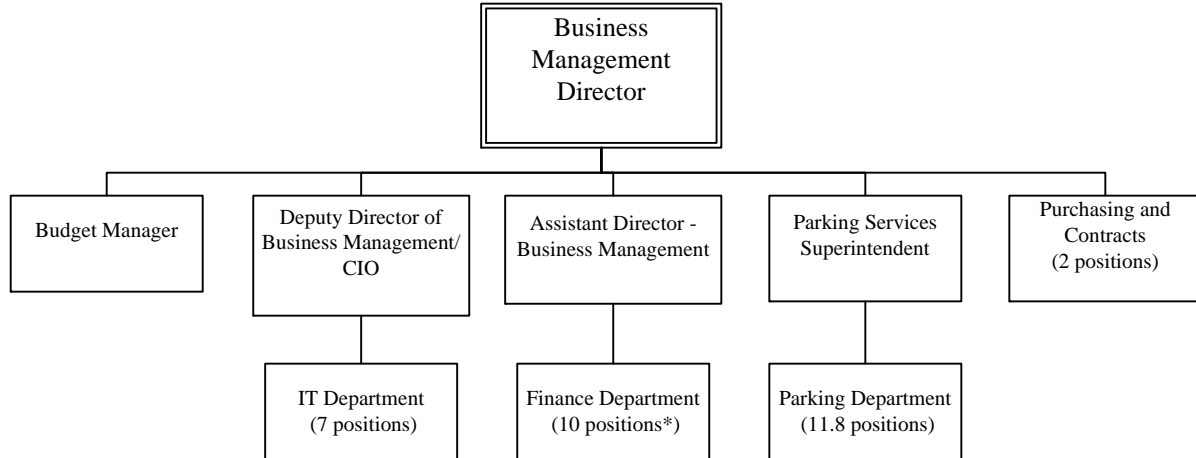 Business
Management
Director
Budget Manager
Deputy Director of
Business Management/
CIO
Assistant Director -
Business Management
Parking Services
Superintendent
Purchasing and
Contracts
(2 positions)
IT Department
(7 positions)
Finance Department
(10 positions*)
Parking Department
(11.8 positions)